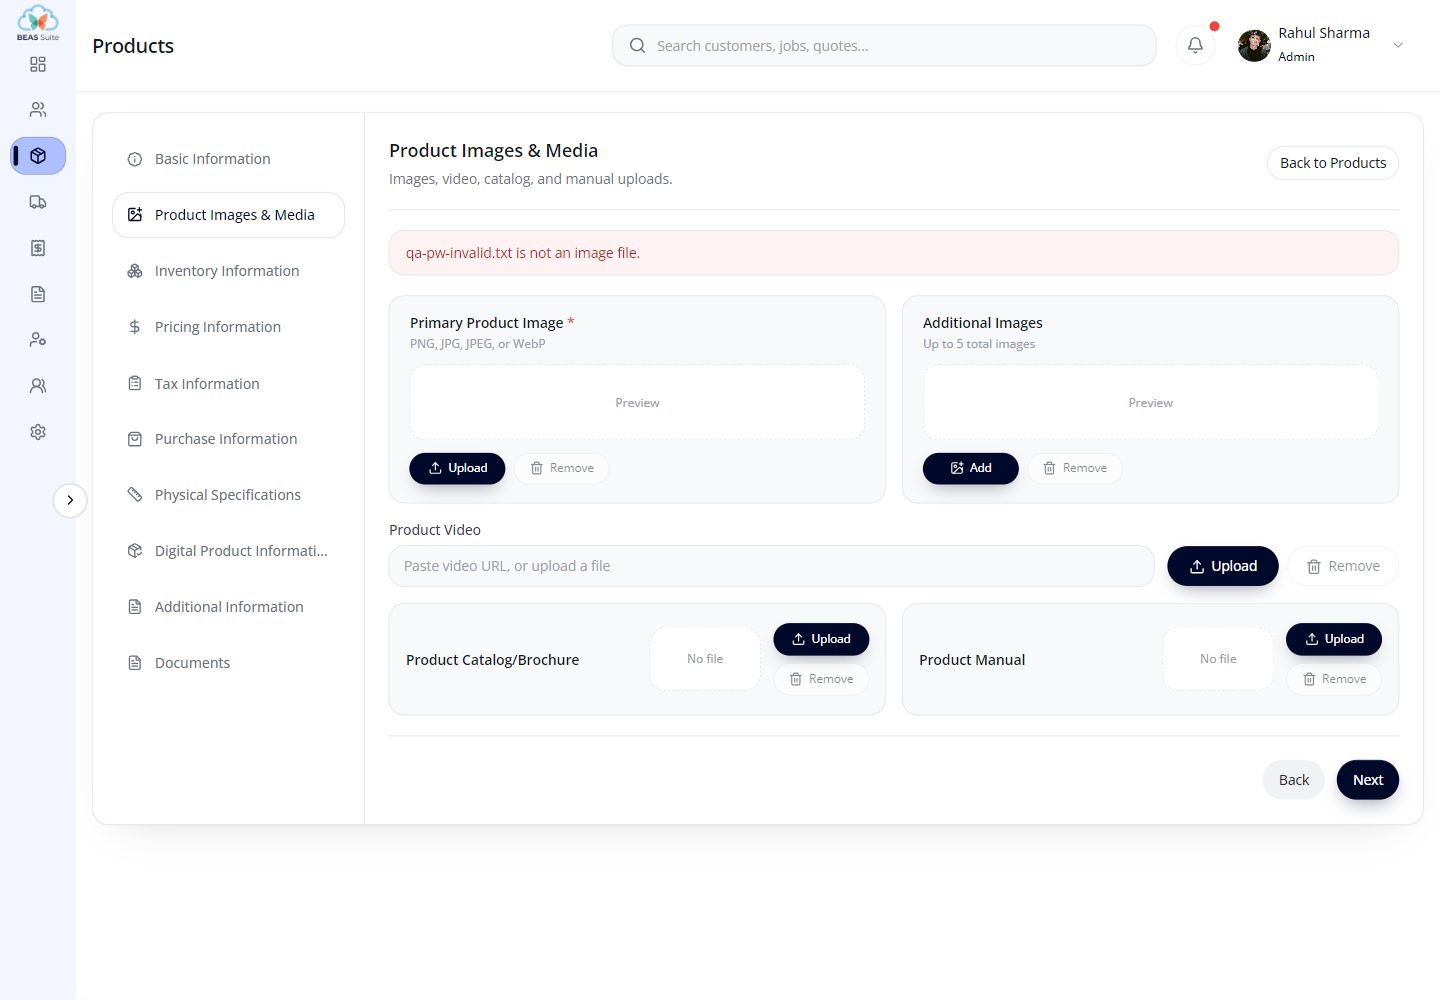 BEAS Suite
Products
Search customers, jobs, quotes...
Rahul Sharma
Admin
Basic Information
Product Images & Media
Inventory Information
Pricing Information
Tax Information
Purchase Information
Physical Specifications
Digital Product Informati...
Additional Information
Documents
Product Images & Media
Images, video, catalog, and manual uploads.
Back to Products
qa-pw-invalid.txt is not an image file.
Primary Product Image *
PNG, JPG, JPEG, or WebP
Preview
Upload
Remove
Additional Images
Up to 5 total images
Preview
Add
Remove
Product Video
Paste video URL, or upload a file
Upload
Remove
Product Catalog/Brochure
No file
Upload
Remove
Product Manual
No file
Upload
Remove
Back
Next